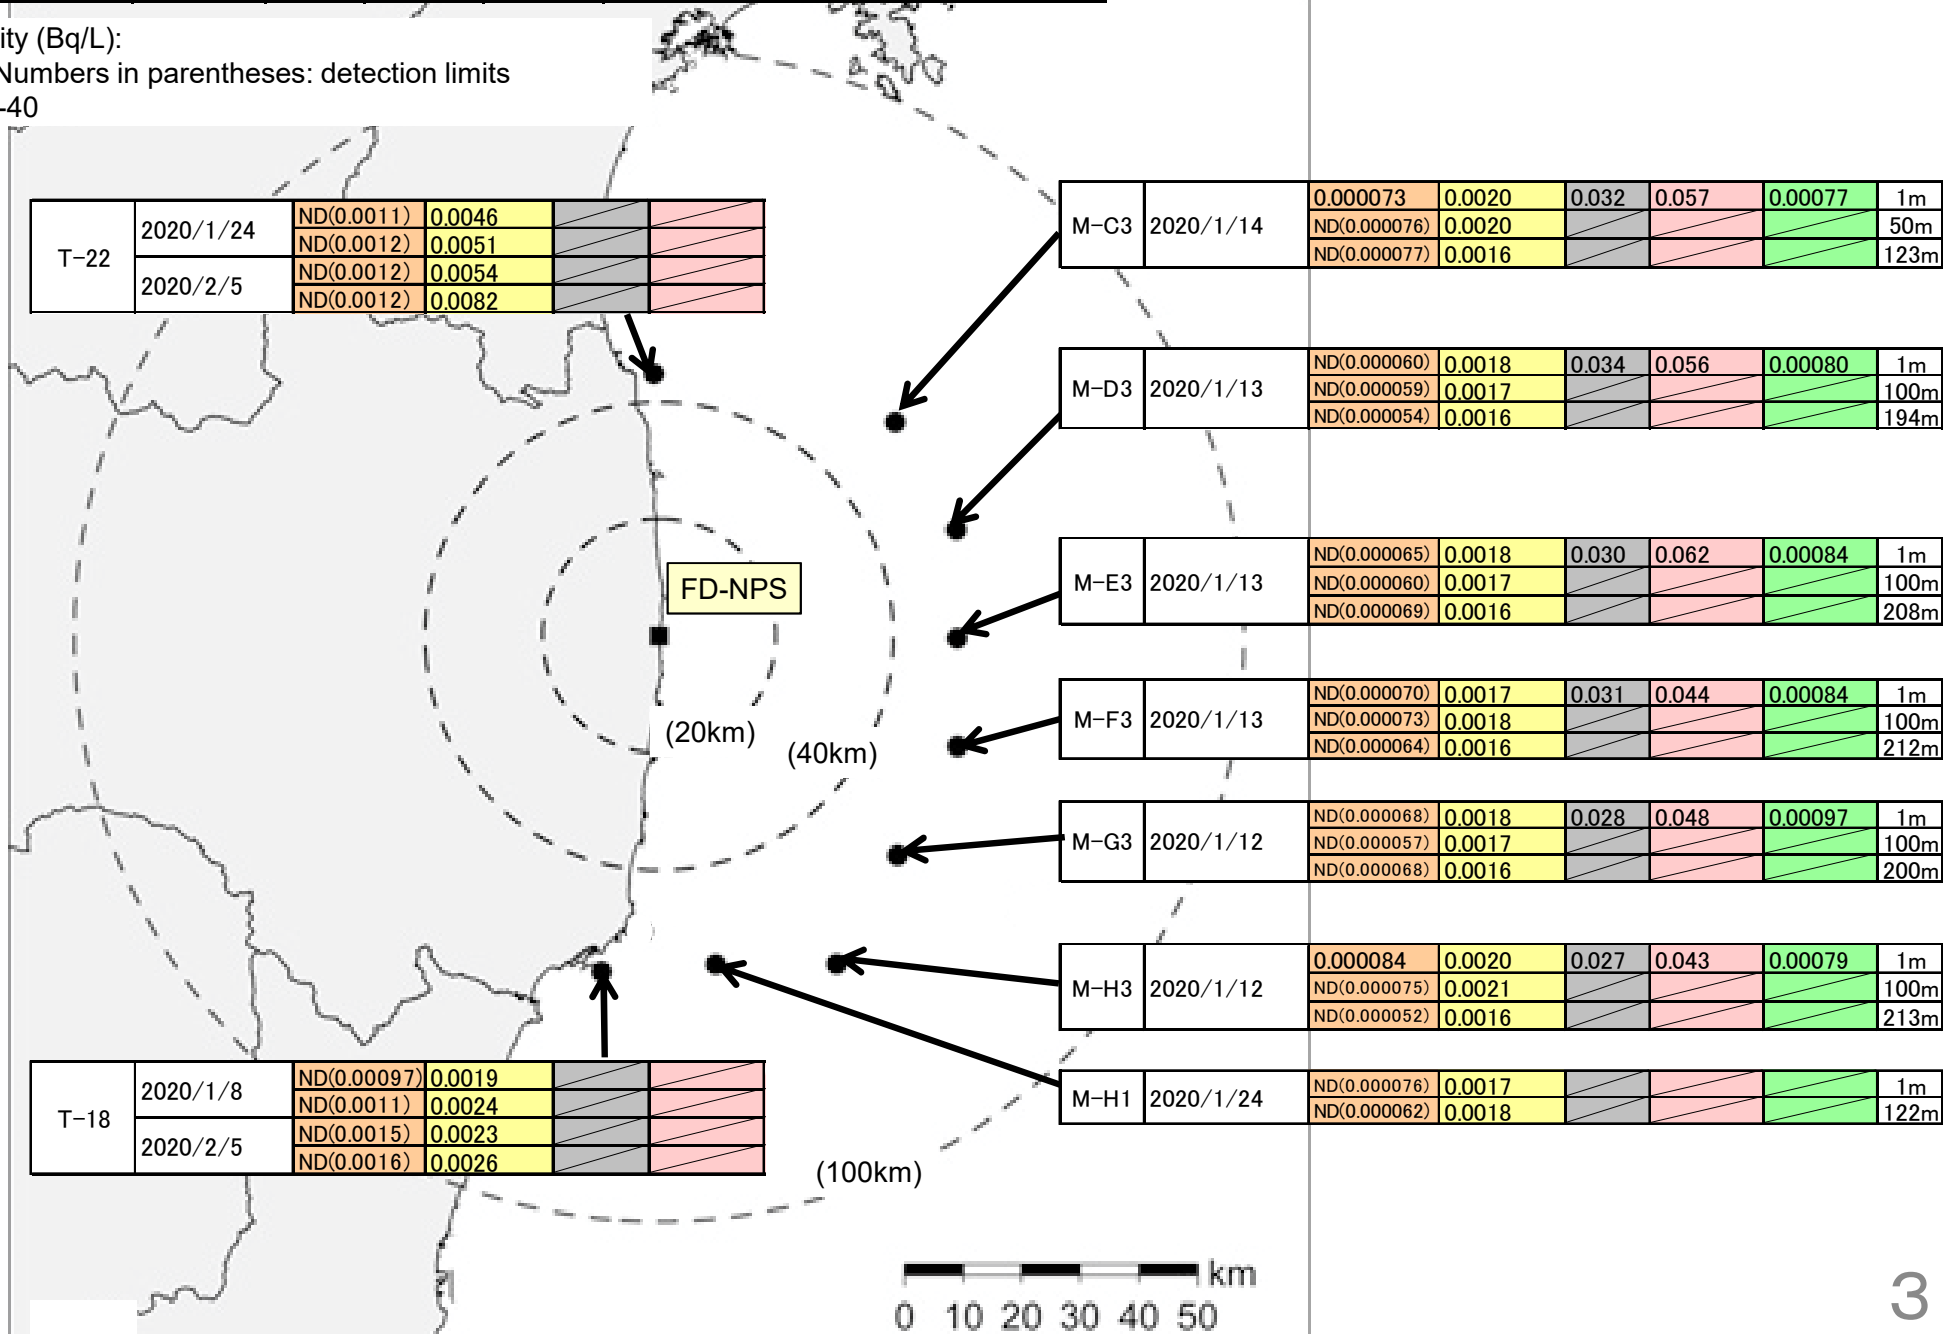 ity (Bq/L):
Numbers in parentheses: detection limits
-40
T-22
2020/1/24
ND(0.0011) 0.0046
ND(0.0012) 0.0051
2020/2/5
ND(0.0012) 0.0054
ND(0.0012) 0.0082
M-C3 2020/1/14
0.000073 0.0020 0.032 0.057 0.00077 1m
ND(0.000076) 0.0020 50m
ND(0.000077) 0.0016 123m
M-D3 2020/1/13
ND(0.000060) 0.0018 0.034 0.056 0.00080 1m
ND(0.000059) 0.0017 100m
ND(0.000054) 0.0016 194m
M-E3 2020/1/13
ND(0.000065) 0.0018 0.030 0.062 0.00084 1m
ND(0.000060) 0.0017 100m
ND(0.000069) 0.0016 208m
FD-NPS
(20km)
(40km)
M-F3 2020/1/13
ND(0.000070) 0.0017 0.031 0.044 0.00084 1m
ND(0.000073) 0.0018 100m
ND(0.000064) 0.0016 212m
M-G3 2020/1/12
ND(0.000068) 0.0018 0.028 0.048 0.00097 1m
ND(0.000057) 0.0017 100m
ND(0.000068) 0.0016 200m
M-H3 2020/1/12
0.000084 0.0020 0.027 0.043 0.00079 1m
ND(0.000075) 0.0021 100m
ND(0.000052) 0.0016 213m
M-H1 2020/1/24
ND(0.000076) 0.0017 1m
ND(0.000062) 0.0018 122m
T-18
2020/1/8
ND(0.00097) 0.0019
ND(0.0011) 0.0024
2020/2/5
ND(0.0015) 0.0023
ND(0.0016) 0.0026
(100km)
km
0 10 20 30 40 50
3